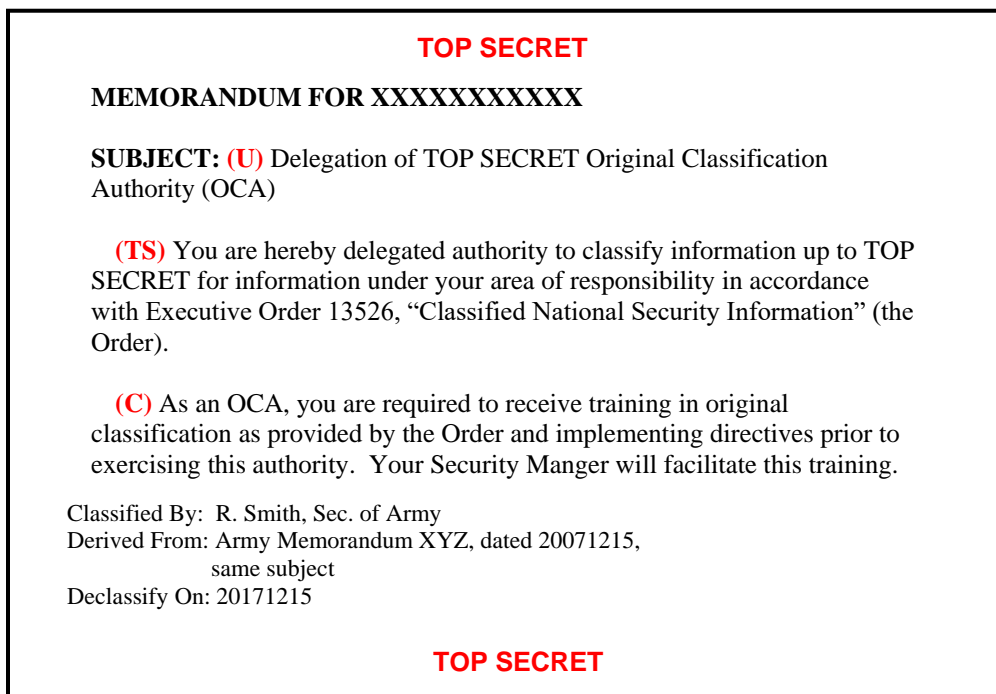 TOP SECRET
MEMORANDUM FOR XXXXXXXXXXX
SUBJECT: (U) Delegation of TOP SECRET Original Classification
Authority (OCA)
(TS) You are hereby delegated authority to classify information up to TOP
SECRET for information under your area of responsibility in accordance
with Executive Order 13526, “Classified National Security Information” (the
Order).
(C) As an OCA, you are required to receive training in original
classification as provided by the Order and implementing directives prior to
exercising this authority.  Your Security Manger will facilitate this training.
Classified By:  R. Smith, Sec. of Army
Derived From: Army Memorandum XYZ, dated 20071215,
same subject
Declassify On: 20171215
TOP SECRET